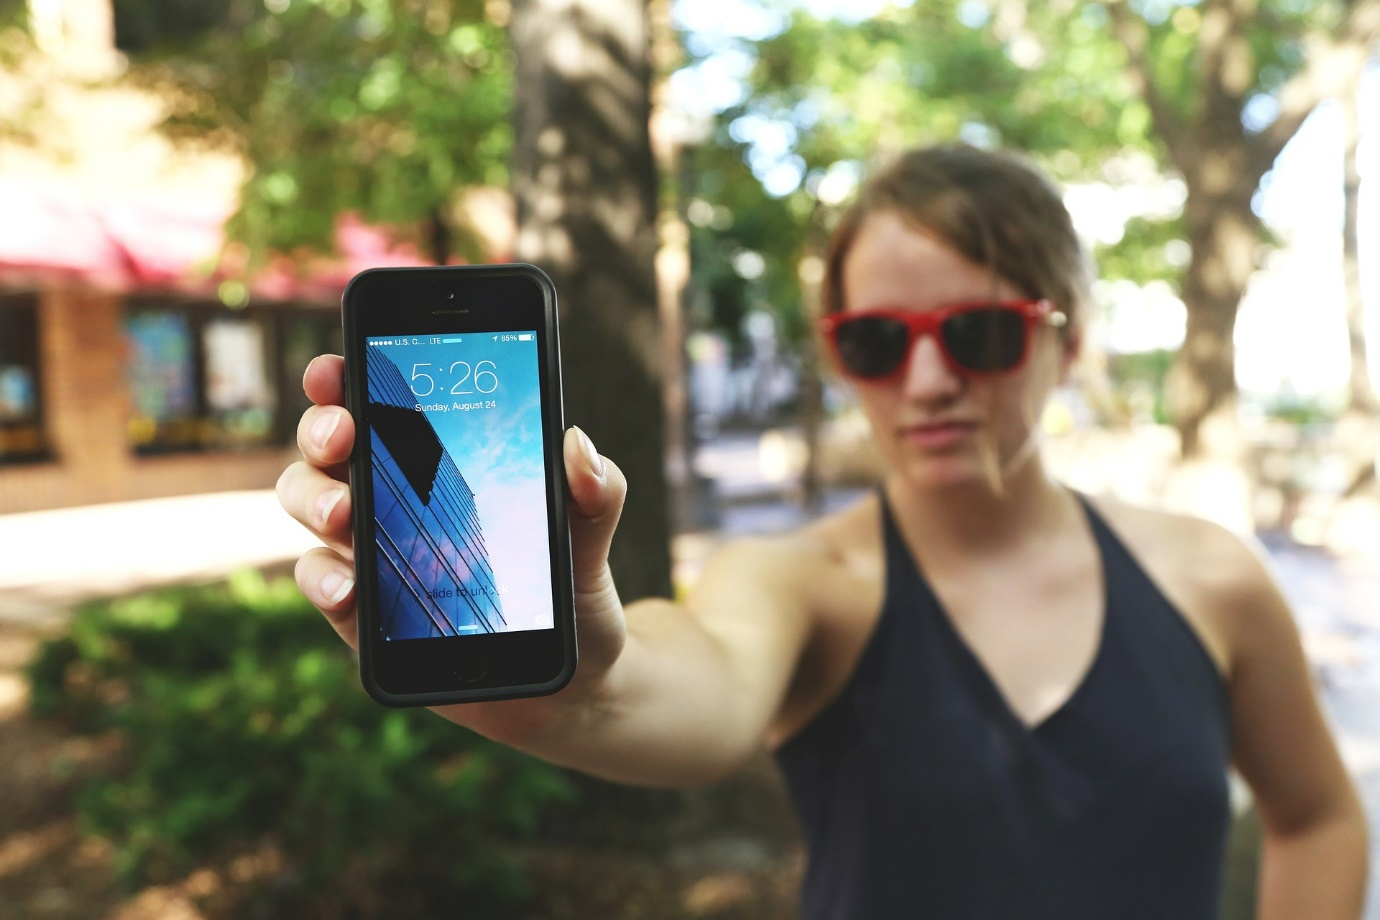 U.S. C... LTE 85%
5:26
Sunday, August 24
slide to